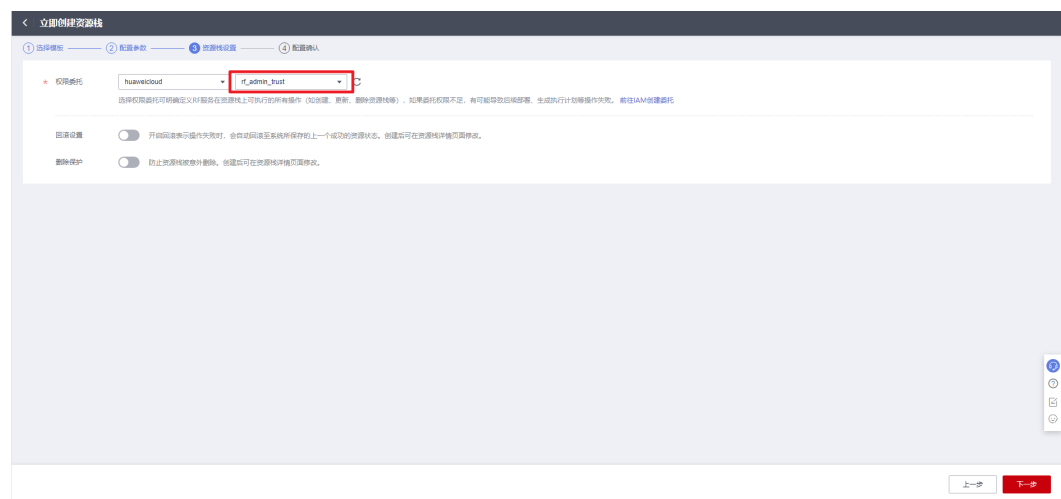 立即创建资源栈
1 选择模板 2 配置参数 3 资源栈设置 4 配置确认
* 权限委托 huaweicloud rf_admin_trust
选择权限委托可明确定义RF服务在资源栈上可执行的所有操作（如创建、更新、删除资源栈等），如果委托权限不足，有可能导致后续部署、生成执行计划等操作失败。 前往IAM创建委托
回滚设置 开启回滚表示操作失败时，会自动回滚至系统所保存的上一个成功的资源状态。创建后可在资源栈详情页面修改。
删除保护 防止资源栈被意外删除。创建后可在资源栈详情页面修改。
上一步 下一步